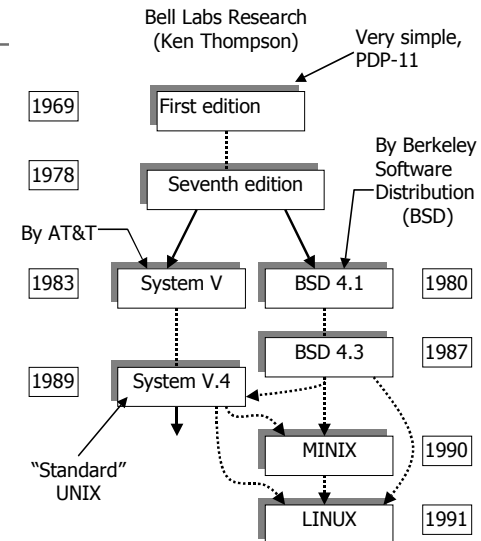 Bell Labs Research
(Ken Thompson)
Very simple,
PDP-11
1969
First edition
1978
Seventh edition
By Berkeley
Software
Distribution
(BSD)
By AT&T
1983
System V
BSD 4.1
1980
BSD 4.3
1987
1989
System V.4
MINIX
1990
"Standard"
UNIX
LINUX
1991